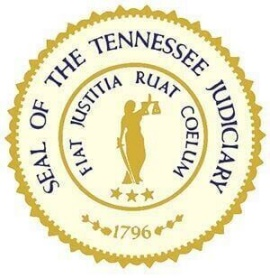 SEAL OF THE TENNESSEE JUDICIARY
FIAT JUSTITIA RUAT COELUM
1796